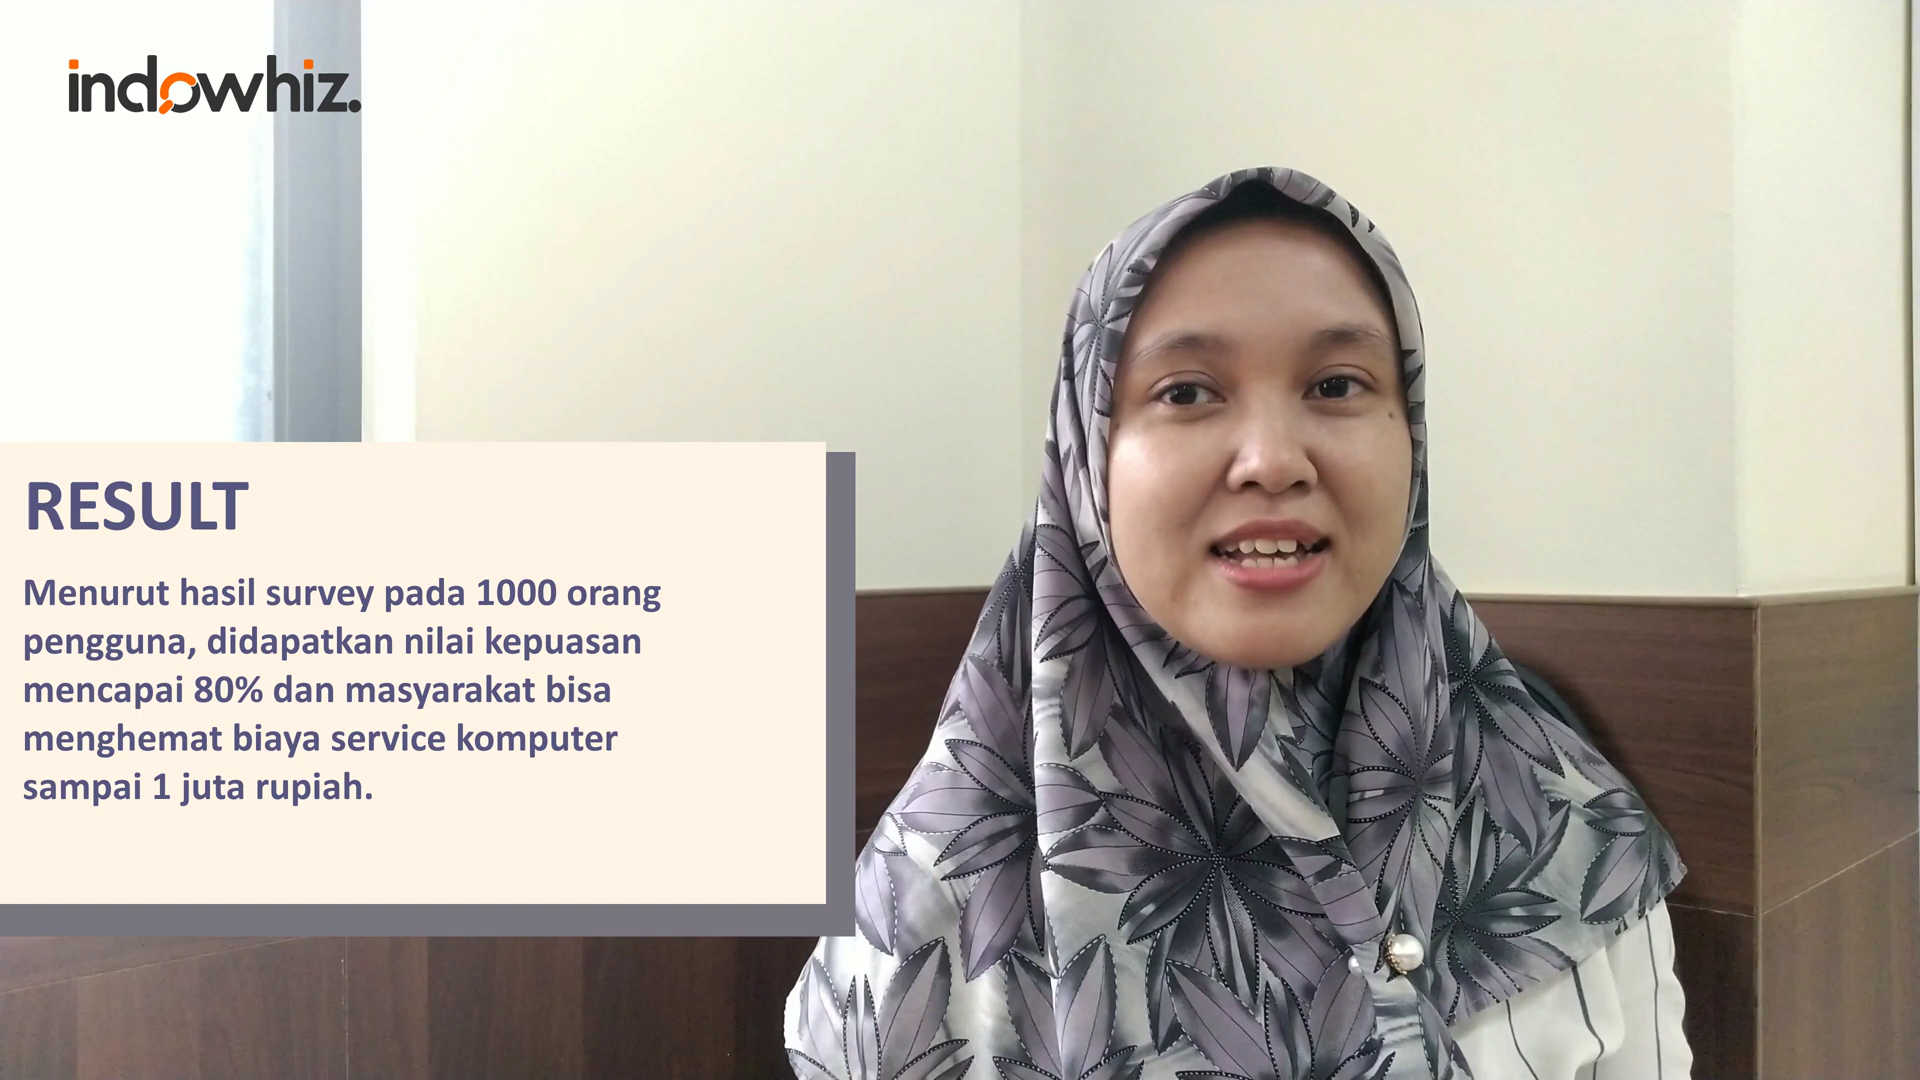 indowhiz.
RESULT
Menurut hasil survey pada 1000 orang
pengguna, didapatkan nilai kepuasan
mencapai 80% dan masyarakat bisa
menghemat biaya service komputer
sampai 1 juta rupiah.